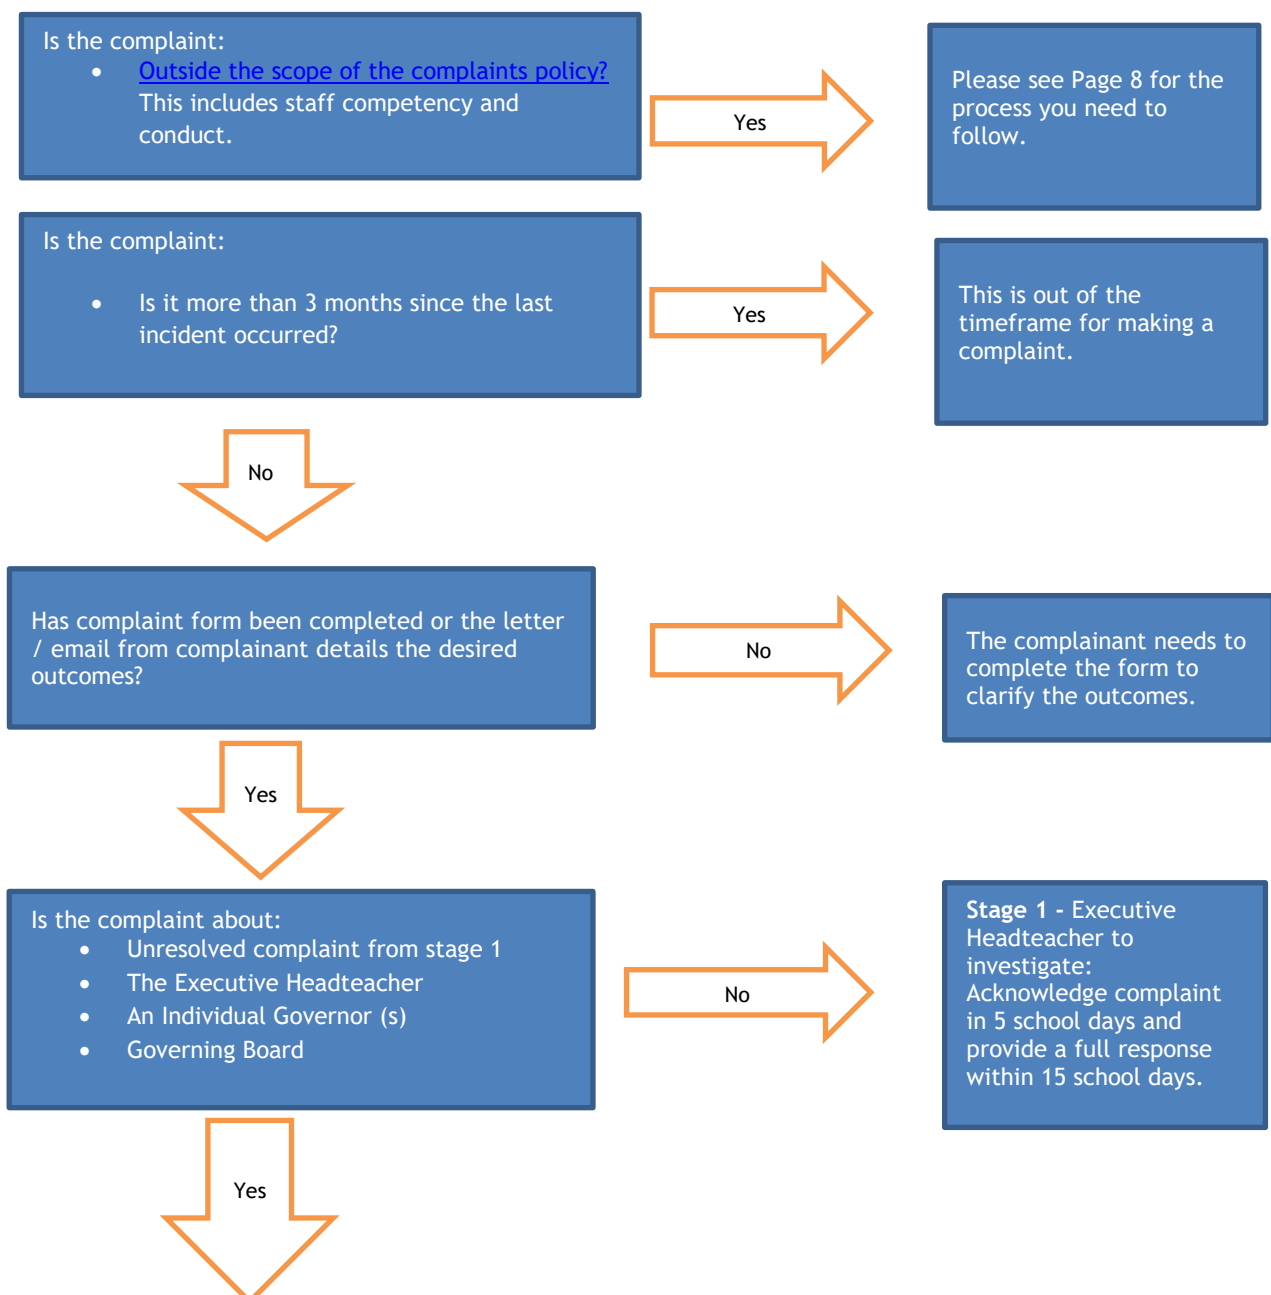 Is the complaint:
• Outside the scope of the complaints policy?
This includes staff competency and
conduct.
Yes
Please see Page 8 for the
process you need to
follow.
Is the complaint:
• Is it more than 3 months since the last
incident occurred?
Yes
This is out of the
timeframe for making a
complaint.
No
Has complaint form been completed or the letter
/ email from complainant details the desired
outcomes?
No
The complainant needs to
complete the form to
clarify the outcomes.
Yes
Is the complaint about:
• Unresolved complaint from stage 1
• The Executive Headteacher
• An Individual Governor (s)
• Governing Board
No
Stage 1 - Executive
Headteacher to
investigate:
Acknowledge complaint
in 5 school days and
provide a full response
within 15 school days.
Yes